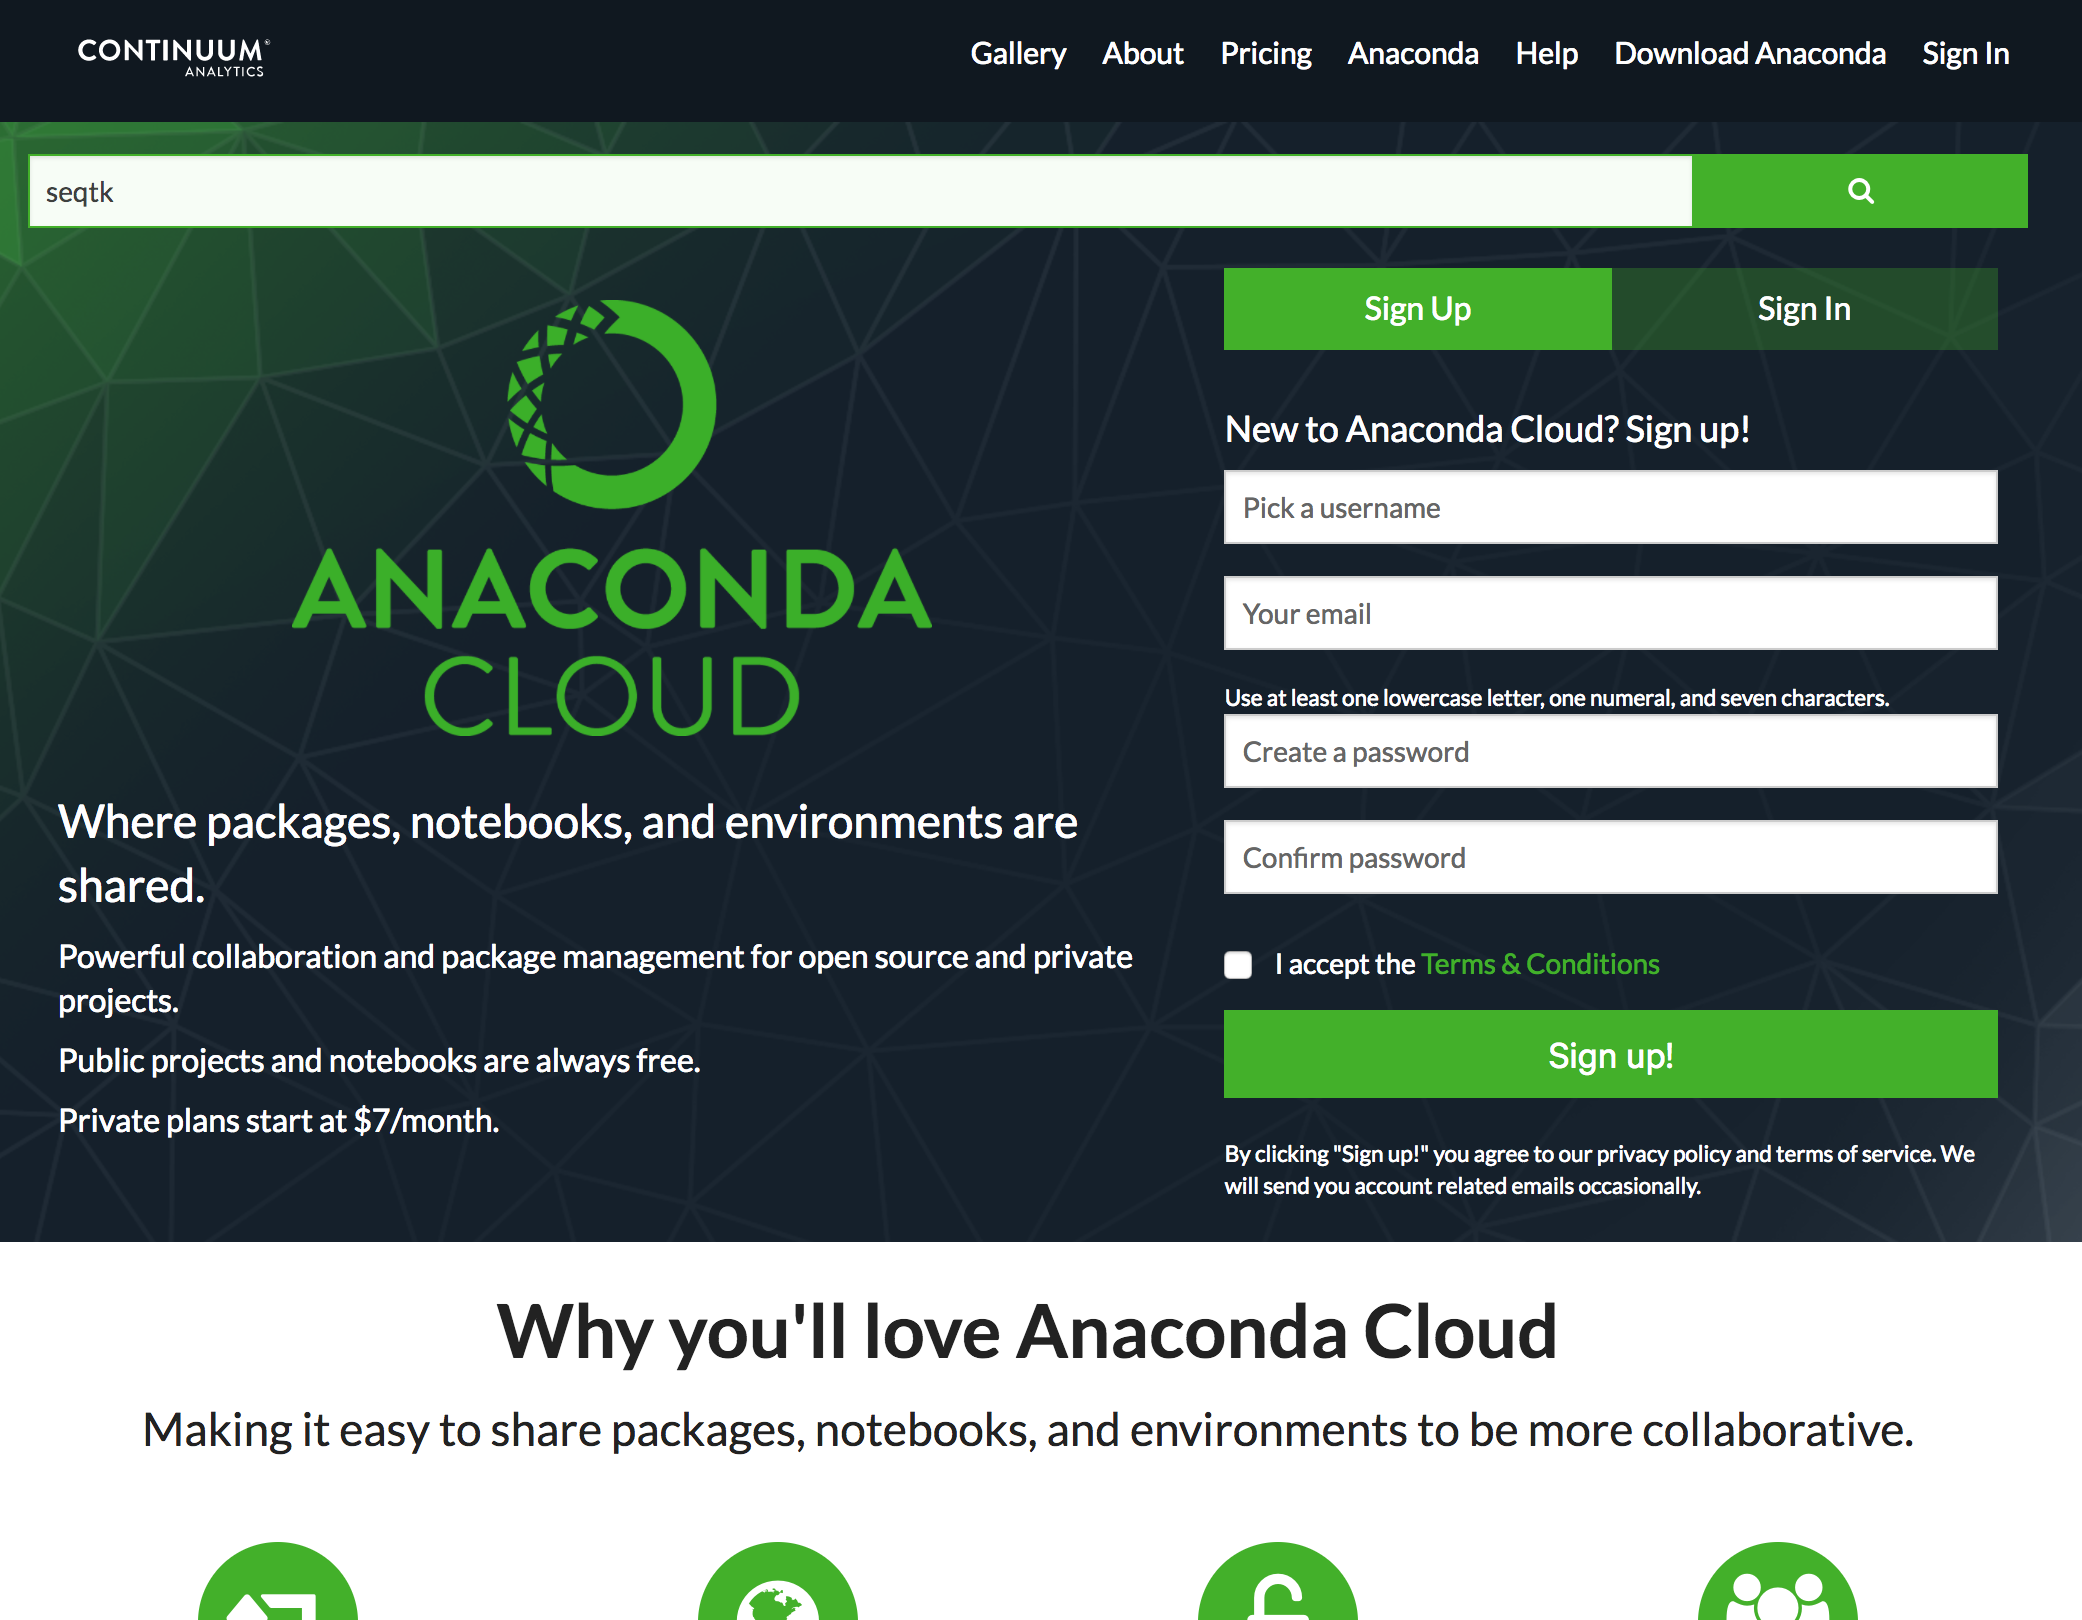 CONTINUUM®
ANALYTICS
Gallery About Pricing Anaconda Help Download Anaconda Sign In
seqtk
ANACONDA
CLOUD
Where packages, notebooks, and environments are
shared.
Powerful collaboration and package management for open source and private
projects.
Public projects and notebooks are always free.
Private plans start at $7/month.
Sign Up Sign In
New to Anaconda Cloud? Sign up!
Pick a username
Your email
Use at least one lowercase letter, one numeral, and seven characters.
Create a password
Confirm password
I accept the Terms & Conditions
Sign up!
By clicking "Sign up!" you agree to our privacy policy and terms of service. We
will send you account related emails occasionally.
Why you'll love Anaconda Cloud
Making it easy to share packages, notebooks, and environments to be more collaborative.